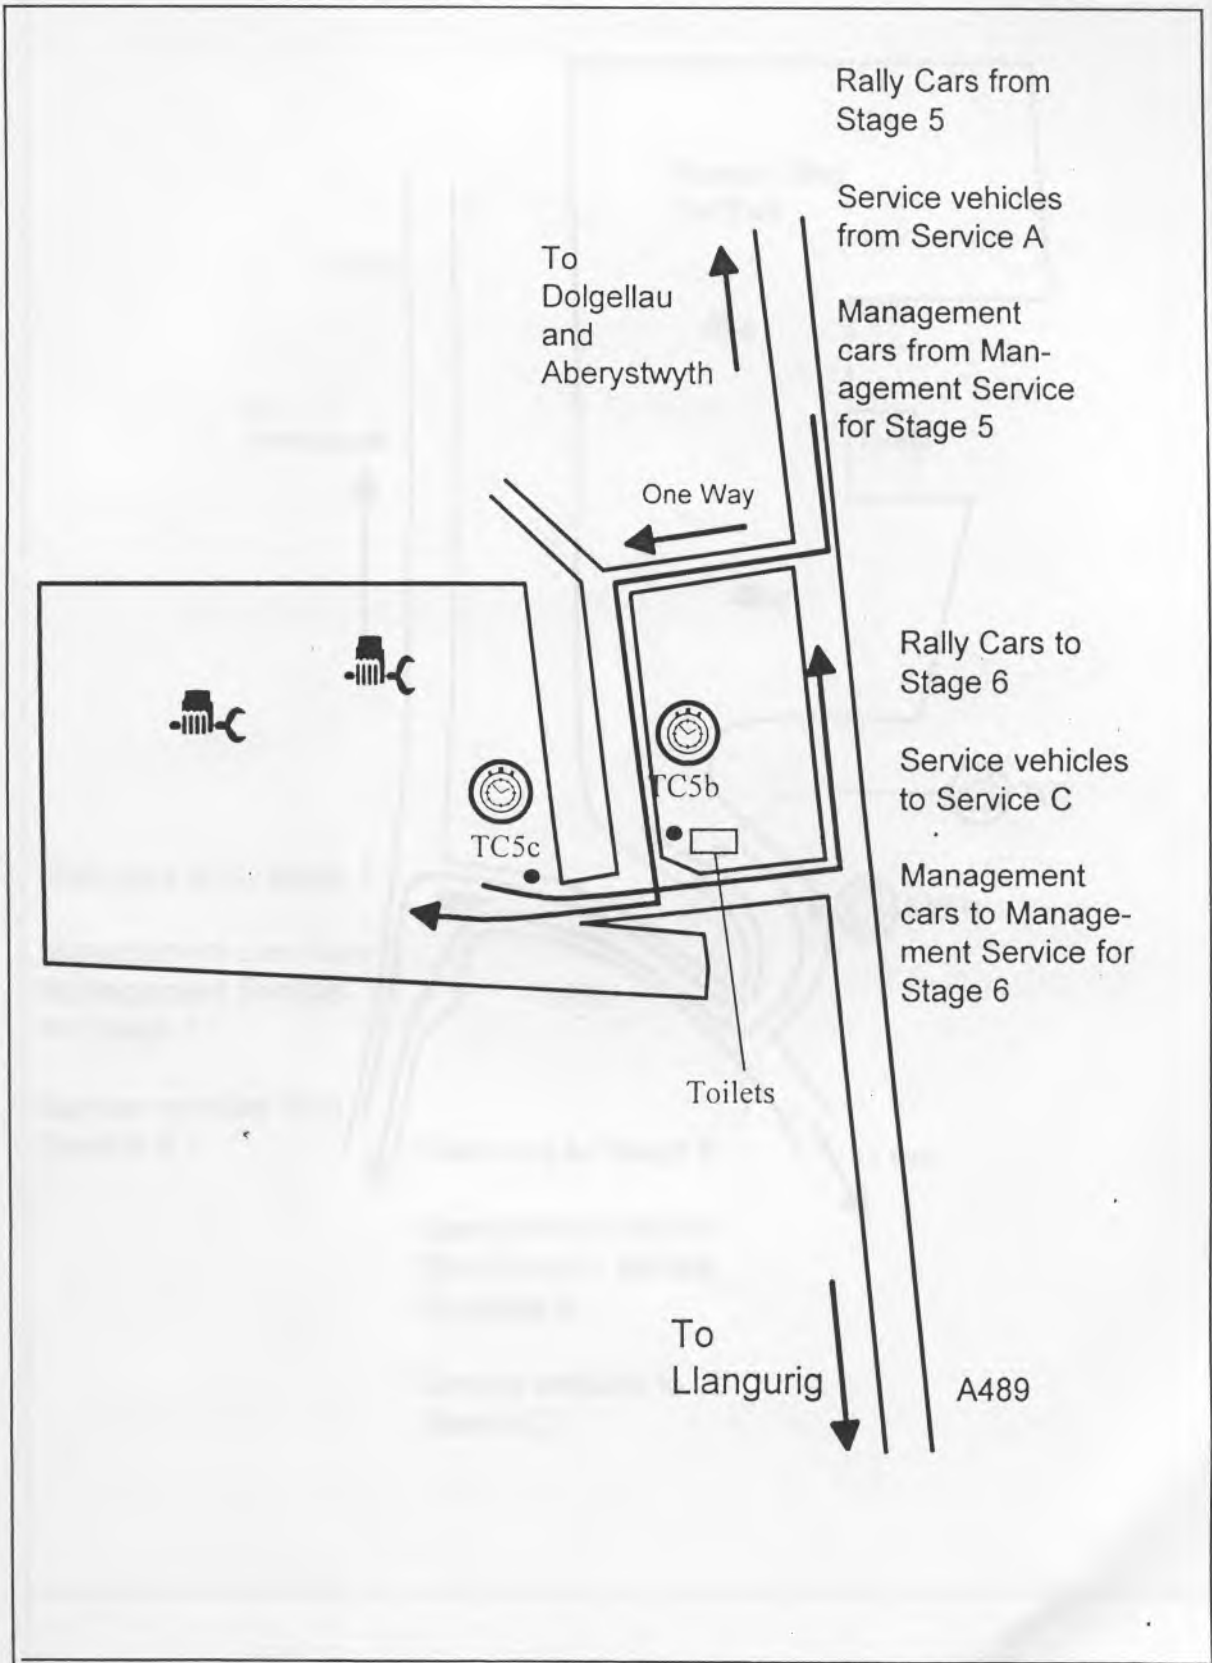 Rally Cars from
Stage 5
Service vehicles
from Service A
Management
cars from Man-
agement Service
for Stage 5
To
Dolgellau
and
Aberystwyth
One Way
Rally Cars to
Stage 6
Service vehicles
to Service C
Management
cars to Manage-
ment Service for
Stage 6
TC5b
TC5c
Toilets
To
Llangurig
A489